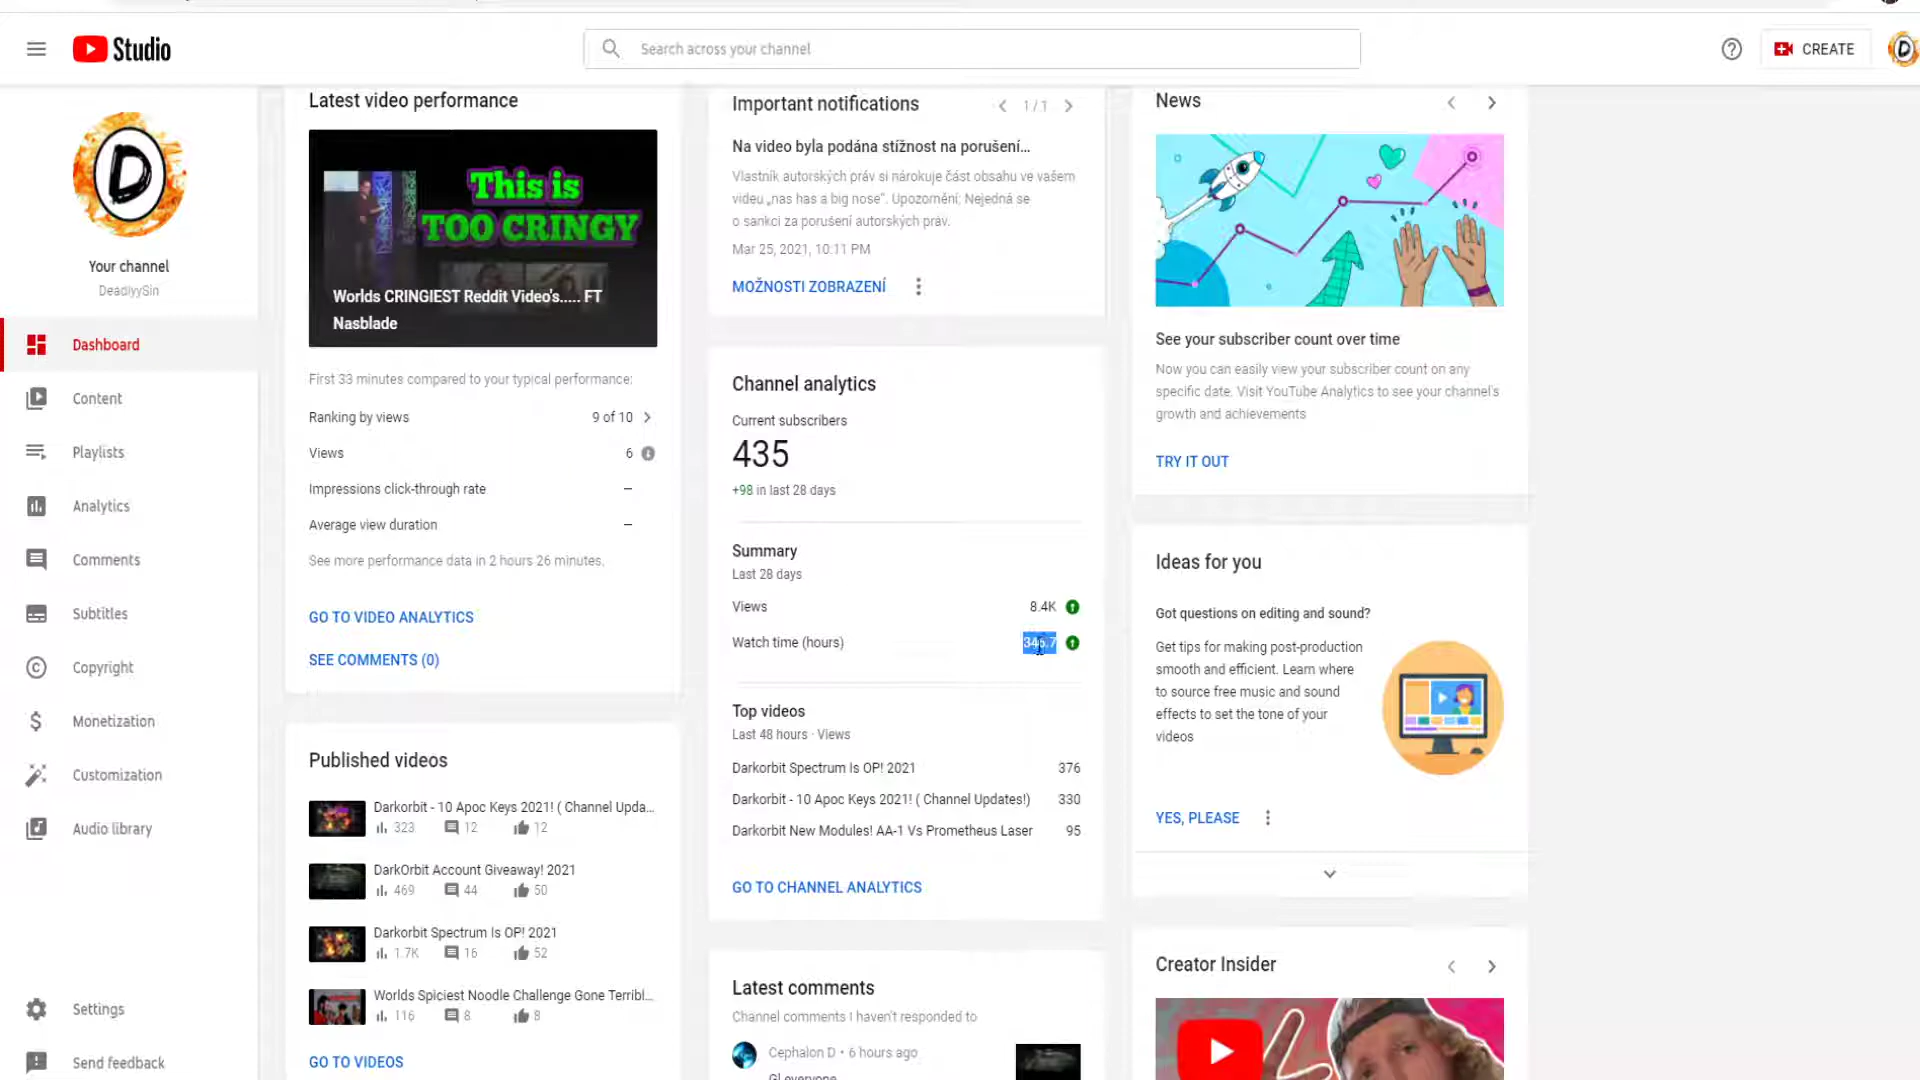 Studio
Search across your channel
CREATE
D
D
Your channel
DeadlyySin
Dashboard
Content
Playlists
Analytics
Comments
Subtitles
Copyright
Monetization
Customization
Audio library
Settings
Send feedback
Latest video performance
This is
TOO CRINGY
Worlds CRINGIEST Reddit Video's..... FT
Nasblade
First 33 minutes compared to your typical performance:
Ranking by views 9 of 10
Views 6
Impressions click-through rate –
Average view duration –
See more performance data in 2 hours 26 minutes.
GO TO VIDEO ANALYTICS
SEE COMMENTS (0)
Published videos
Darkorbit - 10 Apoc Keys 2021! ( Channel Upda...
323 12 12
DarkOrbit Account Giveaway! 2021
469 44 50
Darkorbit Spectrum Is OP! 2021
1.7K 16 52
Worlds Spiciest Noodle Challenge Gone Terribl...
116 8 8
GO TO VIDEOS
Important notifications 1 / 1
Na video byla podána stížnost na porušení...
Vlastník autorských práv si nárokuje část obsahu ve vašem
videu „nas has a big nose“. Upozornění: Nejedná se
o sankci za porušení autorských práv.
Mar 25, 2021, 10:11 PM
MOŽNOSTI ZOBRAZENÍ
Channel analytics
Current subscribers
435
+98 in last 28 days
Summary
Last 28 days
Views 8.4K
Watch time (hours)
Top videos
Last 48 hours · Views
Darkorbit Spectrum Is OP! 2021 376
Darkorbit - 10 Apoc Keys 2021! ( Channel Updates!) 330
Darkorbit New Modules! AA-1 Vs Prometheus Laser 95
GO TO CHANNEL ANALYTICS
Latest comments
Channel comments I haven't responded to
Cephalon D • 6 hours ago
Gl everyone
News
See your subscriber count over time
Now you can easily view your subscriber count on any
specific date. Visit YouTube Analytics to see your channel's
growth and achievements
TRY IT OUT
Ideas for you
Got questions on editing and sound?
Get tips for making post-production
smooth and efficient. Learn where
to source free music and sound
effects to set the tone of your
videos
YES, PLEASE
Creator Insider